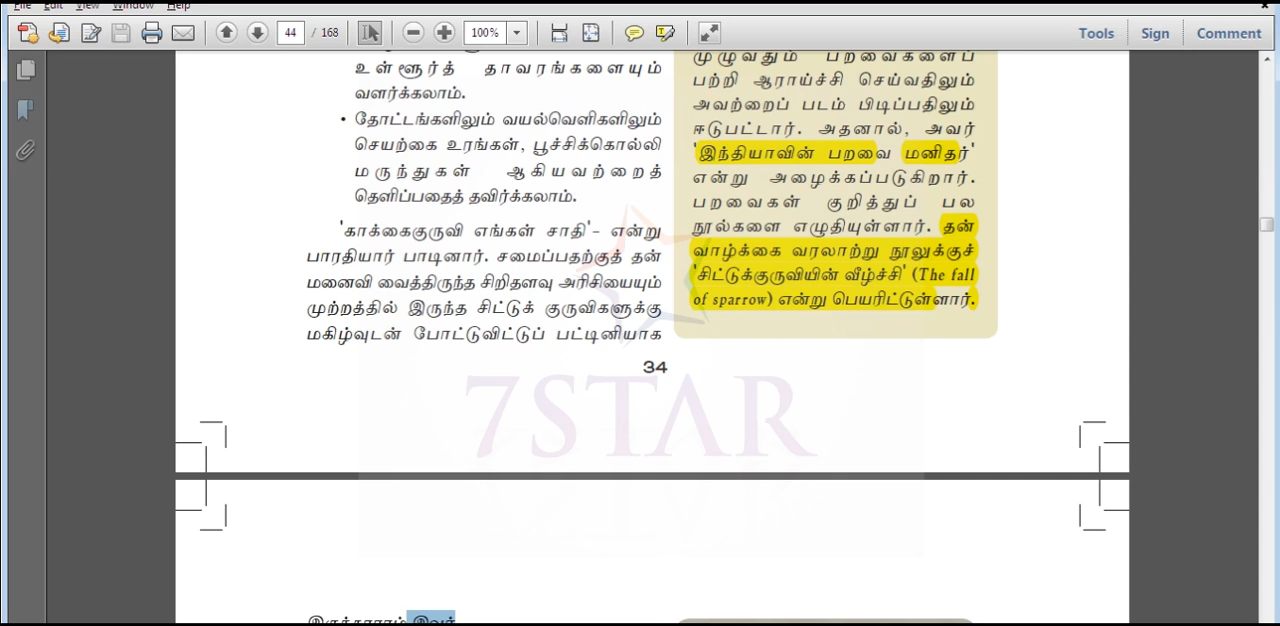 File Edit View Window Help
44 / 168
100%
Tools
Sign
Comment
உள்ளூர்த் தாவரங்களையும்
வளர்க்கலாம்.
• தோட்டங்களிலும் வயல்வெளிகளிலும்
செயற்கை உரங்கள், பூச்சிக்கொல்லி
மருந்துகள் ஆகியவற்றைத்
தெளிப்பதைத் தவிர்க்கலாம்.
'காக்கைகுருவி எங்கள் சாதி'- என்று
பாரதியார் பாடினார். சமைப்பதற்குத் தன்
மனைவி வைத்திருந்த சிறிதளவு அரிசியையும்
முற்றத்தில் இருந்த சிட்டுக் குருவிகளுக்கு
மகிழ்வுடன் போட்டுவிட்டுப் பட்டினியாக
முழுவதும் பறவைகளைப்
பற்றி ஆராய்ச்சி செய்வதிலும்
அவற்றைப் படம் பிடிப்பதிலும்
ஈடுபட்டார். அதனால், அவர்
'இந்தியாவின் பறவை மனிதர்'
என்று அழைக்கப்படுகிறார்.
பறவைகள் குறித்துப் பல
நூல்களை எழுதியுள்ளார். தன்
வாழ்க்கை வரலாற்று நூலுக்குச்
'சிட்டுக்குருவியின் வீழ்ச்சி' (The fall
of sparrow) என்று பெயரிட்டுள்ளார்.
34
7STAR
இவர்